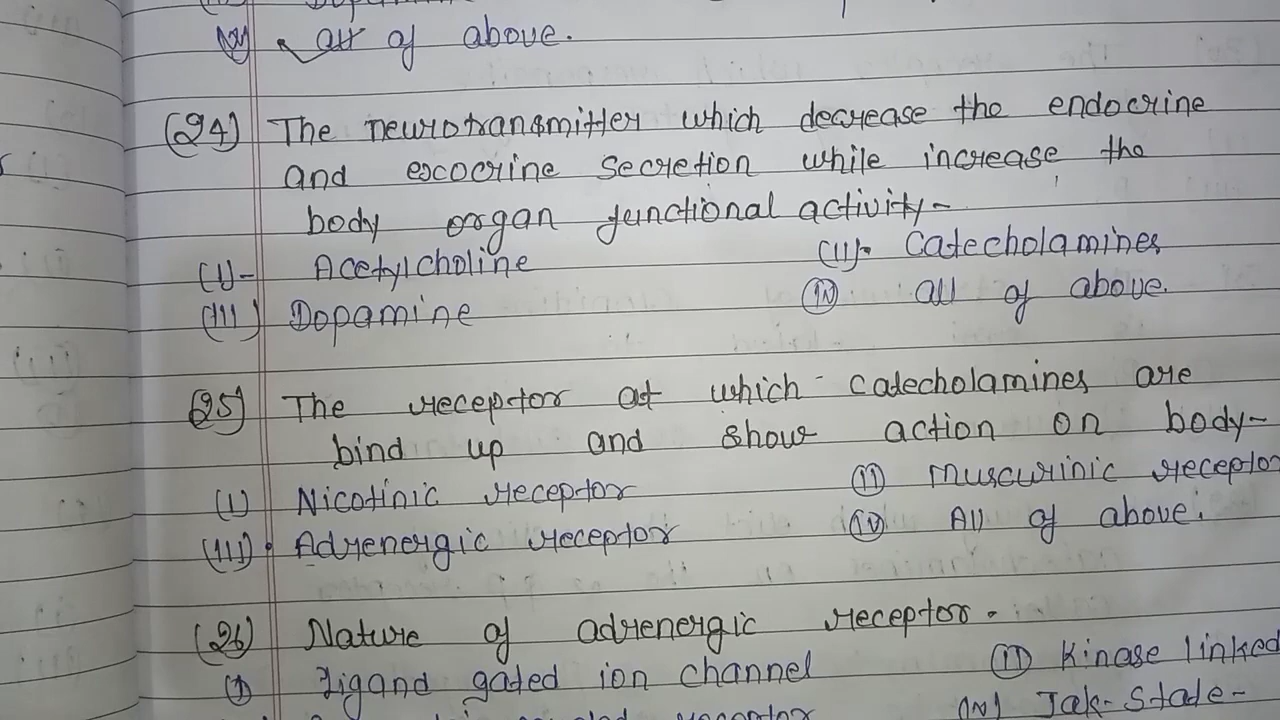 all of above.
(24) The neurotransmitter which decrease the endocrine
and exocrine secretion while increase the
body organ functional activity-
(I)- Acetylcholine (II)- Catecholamines
(III) Dopamine (IV) all of above.
(25) The receptor at which catecholamines are
bind up and show action on body-
(I) Nicotinic receptor (II) Muscurinic receptor
(III) Adrenergic receptor (IV) All of above.
(26) Nature of adrenergic receptor.
(I) Ligand gated ion channel (II) Kinase linked
(IV) Jak-State-
receptor